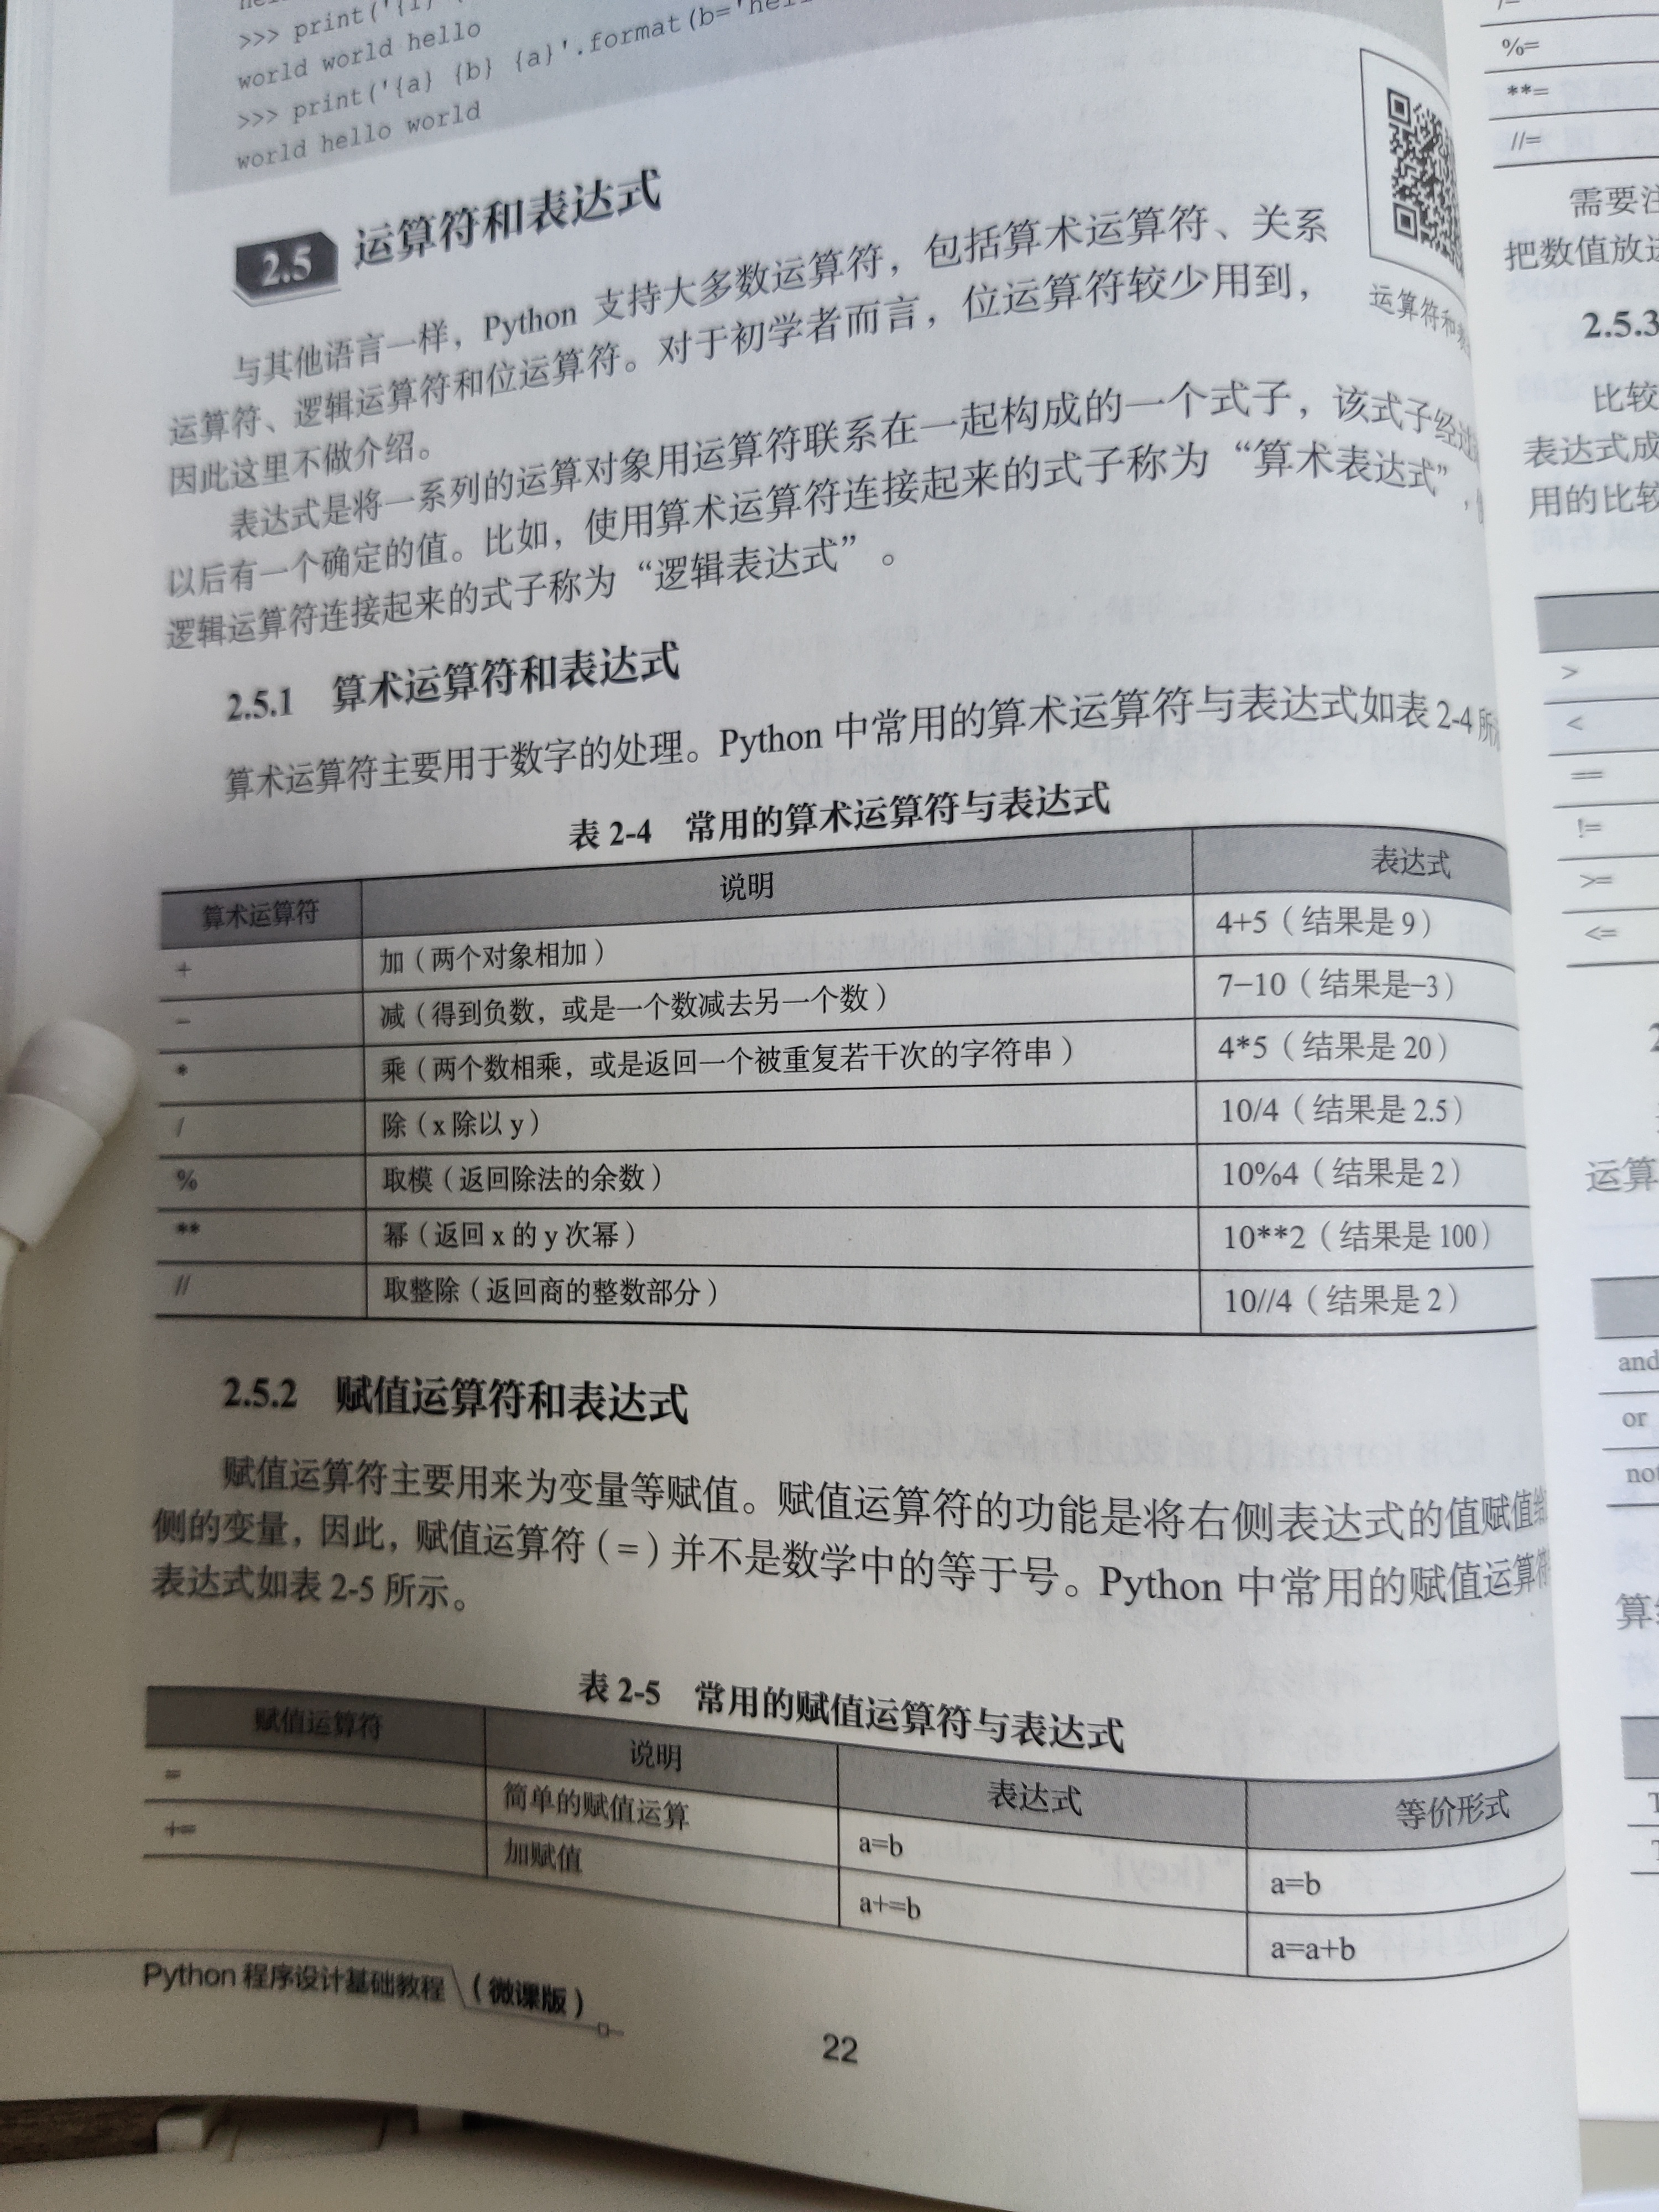 >>> print('{1}
world world hello
>>> print('{a} {b} {a}'.format(b='hel
world hello world
2.5 运算符和表达式
与其他语言一样，Python 支持大多数运算符，包括算术运算符、关系
运算符、逻辑运算符和位运算符。对于初学者而言，位运算符较少用到，
因此这里不做介绍。
运算符和表
表达式是将一系列的运算对象用运算符联系在一起构成的一个式子，该式子经过
以后有一个确定的值。比如，使用算术运算符连接起来的式子称为“算术表达式”，
逻辑运算符连接起来的式子称为“逻辑表达式”。
2.5.1 算术运算符和表达式
算术运算符主要用于数字的处理。Python 中常用的算术运算符与表达式如表 2-4 所
表 2-4 常用的算术运算符与表达式
算术运算符 说明 表达式
+ 加（两个对象相加） 4+5（结果是 9）
− 减（得到负数，或是一个数减去另一个数） 7−10（结果是−3）
* 乘（两个数相乘，或是返回一个被重复若干次的字符串） 4*5（结果是 20）
/ 除（x 除以 y） 10/4（结果是 2.5）
% 取模（返回除法的余数） 10%4（结果是 2）
** 幂（返回 x 的 y 次幂） 10**2（结果是 100）
// 取整除（返回商的整数部分） 10//4（结果是 2）
2.5.2 赋值运算符和表达式
赋值运算符主要用来为变量等赋值。赋值运算符的功能是将右侧表达式的值赋值给
侧的变量，因此，赋值运算符（=）并不是数学中的等于号。Python 中常用的赋值运算符
表达式如表 2-5 所示。
表 2-5 常用的赋值运算符与表达式
赋值运算符 说明 表达式 等价形式
= 简单的赋值运算 a=b a=b
+= 加赋值 a+=b a=a+b
Python 程序设计基础教程（微课版）
22
%=
**=
//=
需要注
把数值放进
2.5.3
比较
表达式成
用的比较
>
<
==
!=
>=
<=
运算
and
or
not
算
符